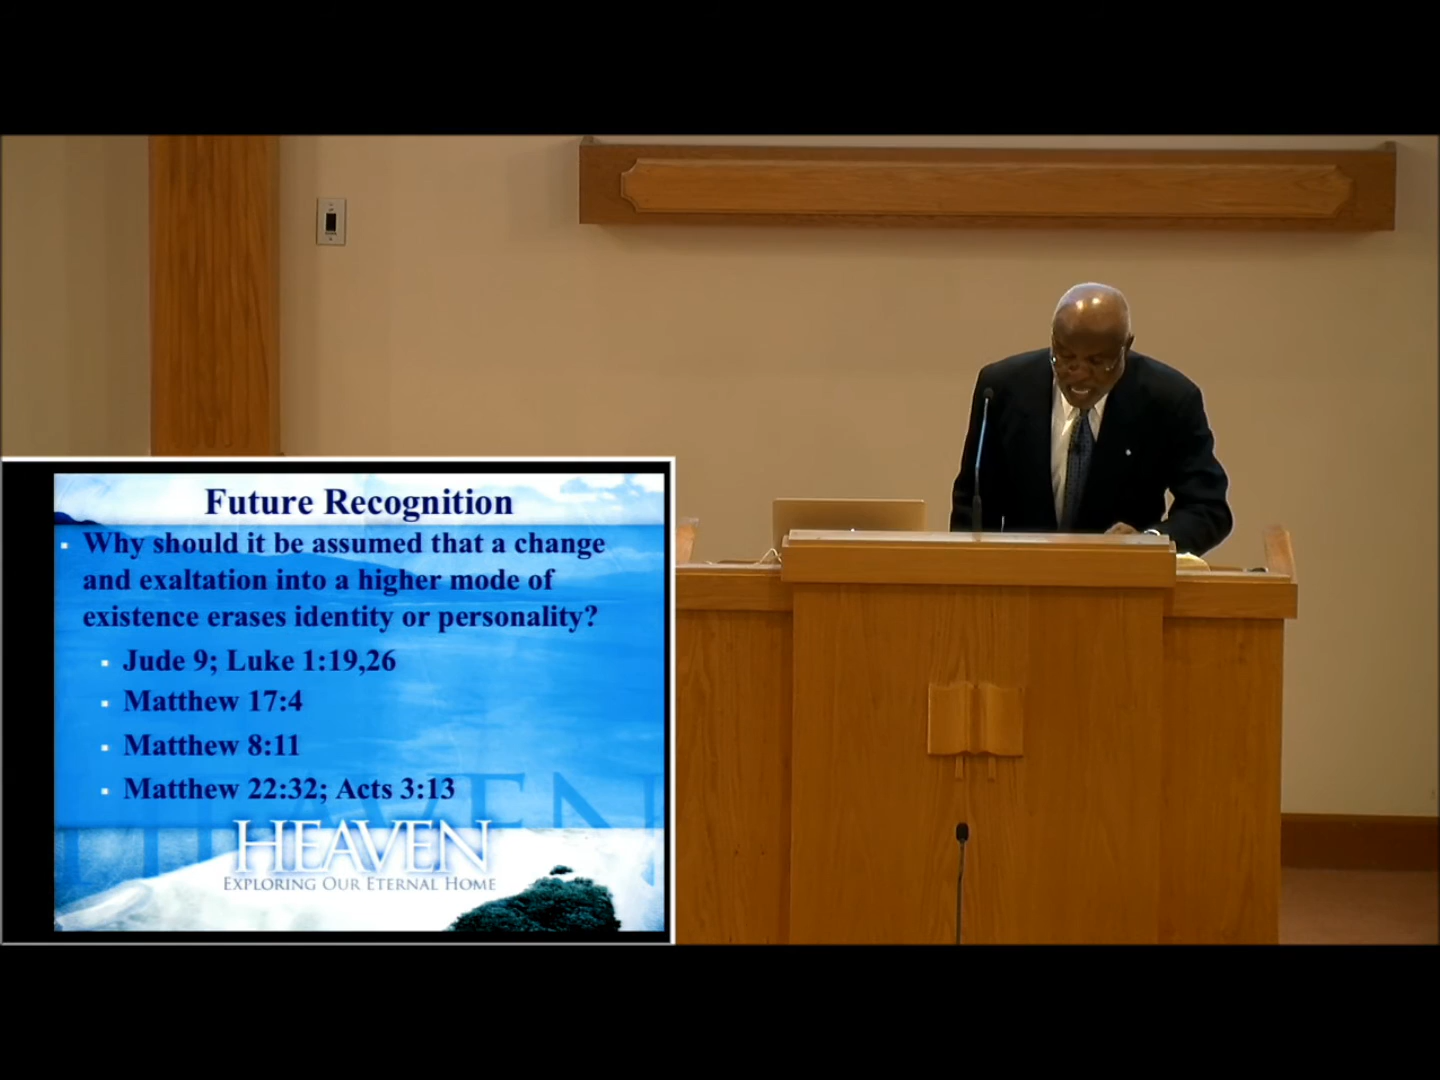 Future Recognition
Why should it be assumed that a change
and exaltation into a higher mode of
existence erases identity or personality?
Jude 9; Luke 1:19,26
Matthew 17:4
Matthew 8:11
Matthew 22:32; Acts 3:13
HEAVEN
HEAVEN
EXPLORING OUR ETERNAL HOME